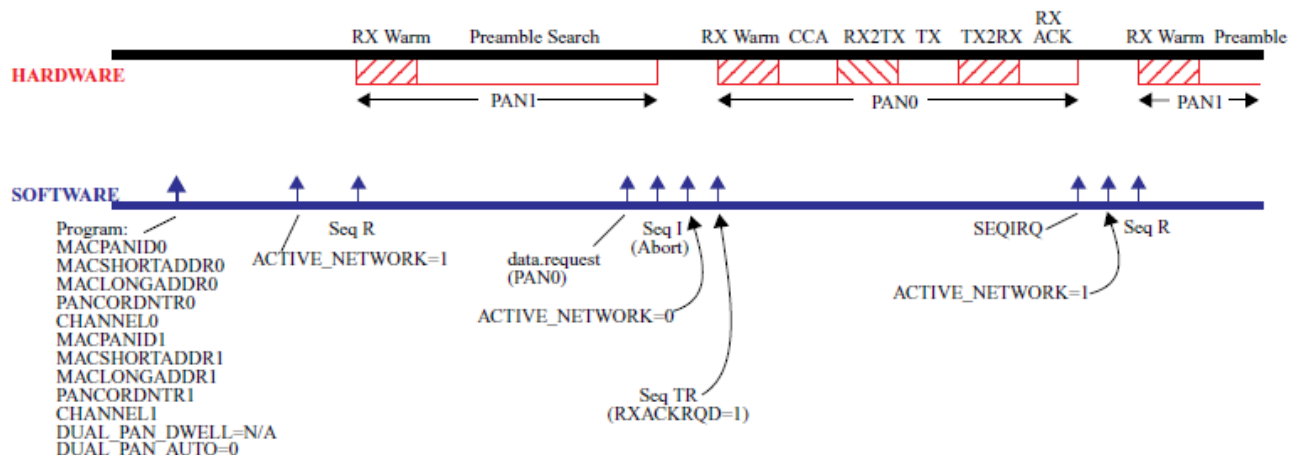 RX Warm Preamble Search RX Warm CCA RX2TX TX TX2RX RX ACK RX Warm Preamble
HARDWARE
PAN1 PAN0 PAN1
SOFTWARE
Program:
MACPANID0
MACSHORTADDR0
MACLONGADDR0
PANCORDNTR0
CHANNEL0
MACPANID1
MACSHORTADDR1
MACLONGADDR1
PANCORDNTR1
CHANNEL1
DUAL_PAN_DWELL=N/A
DUAL_PAN_AUTO=0
ACTIVE_NETWORK=1
Seq R
data.request
(PAN0)
Seq I
(Abort)
ACTIVE_NETWORK=0
Seq TR
(RXACKRQD=1)
SEQIRQ
Seq R
ACTIVE_NETWORK=1